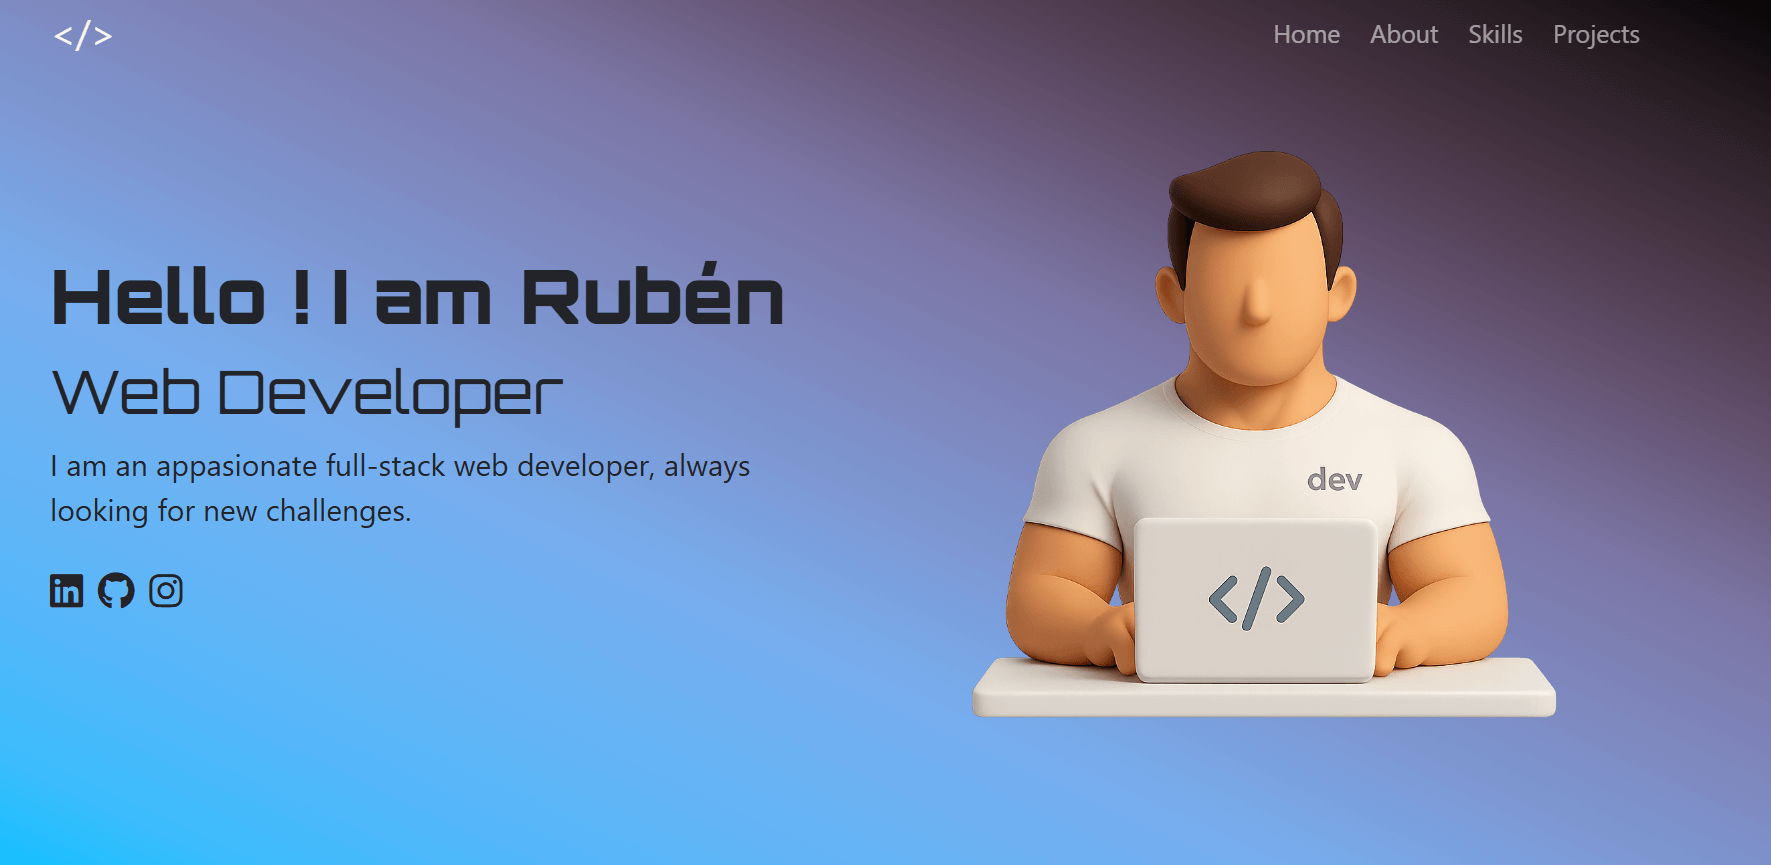 </>
Home About Skills Projects
Hello ! I am Rubén
Web Developer
I am an appasionate full-stack web developer, always
looking for new challenges.
in
dev
</>